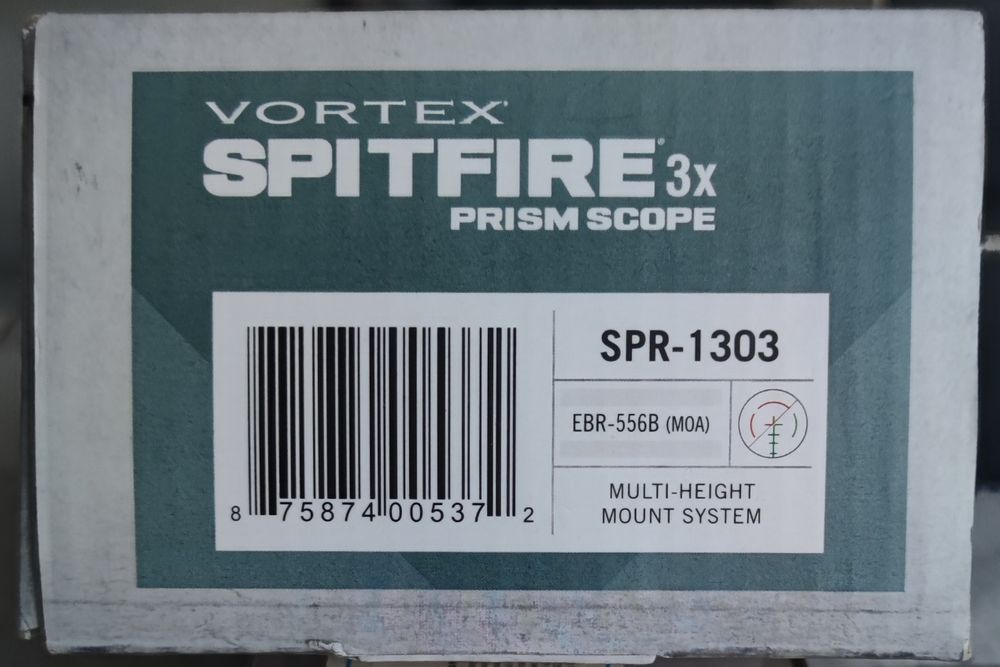 VORTEX
SPITFIRE® 3x
PRISM SCOPE
SPR-1303
EBR-556B (MOA)
MULTI-HEIGHT
MOUNT SYSTEM
8 75874 00537 2